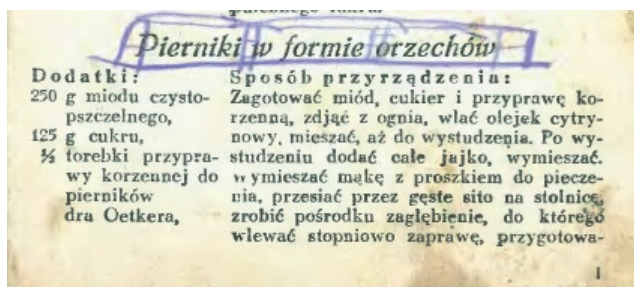 Pierniki w formie orzechów
Dodatki:
250 g miodu czysto-
pszczelnego,
125 g cukru,
½ torebki przypra-
wy korzennej do
pierników
dra Oetkera,
Sposób przyrządzenia:
Zagotować miód, cukier i przyprawę ko-
rzenną, zdjąć z ognia, wlać olejek cytry-
nowy, mieszać, aż do wystudzenia. Po wy-
studzeniu dodać całe jajko, wymieszać.
wymieszać mąkę z proszkiem do piecze-
nia, przesiać przez gęste sito na stolnicę,
zrobić pośrodku zagłębienie, do którego
wlewać stopniowo zaprawę, przygotowa-
1